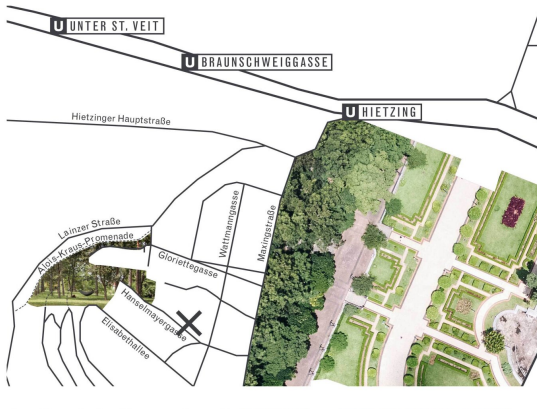 U UNTER ST. VEIT
U BRAUNSCHWEIGGASSE
U HIETZING
Hietzinger Hauptstraße
Wattmanngasse
Maxingstraße
Lainzer Straße
Alois-Kraus-Promenade
Gloriettegasse
Hanselmayergasse
Elisabethallee